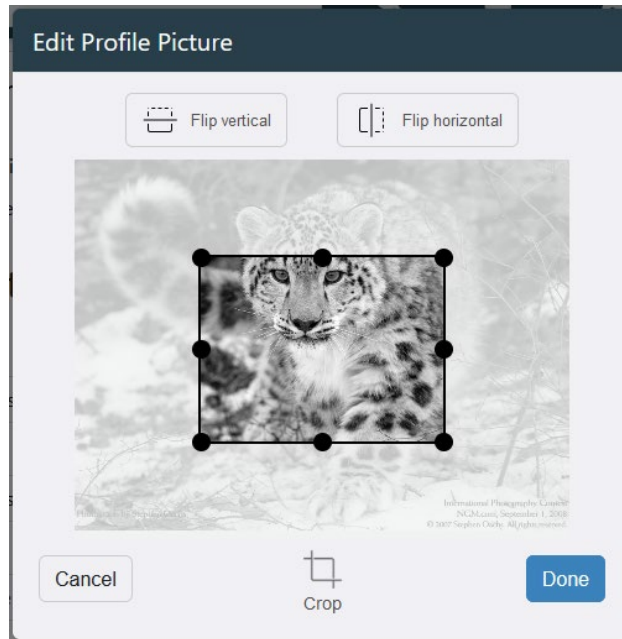 Edit Profile Picture
Flip vertical
Flip horizontal
International Photography Contest
NGM.com, September 1, 2008
© 2007 Stephen Oachs. All rights reserved.
Cancel
Crop
Done